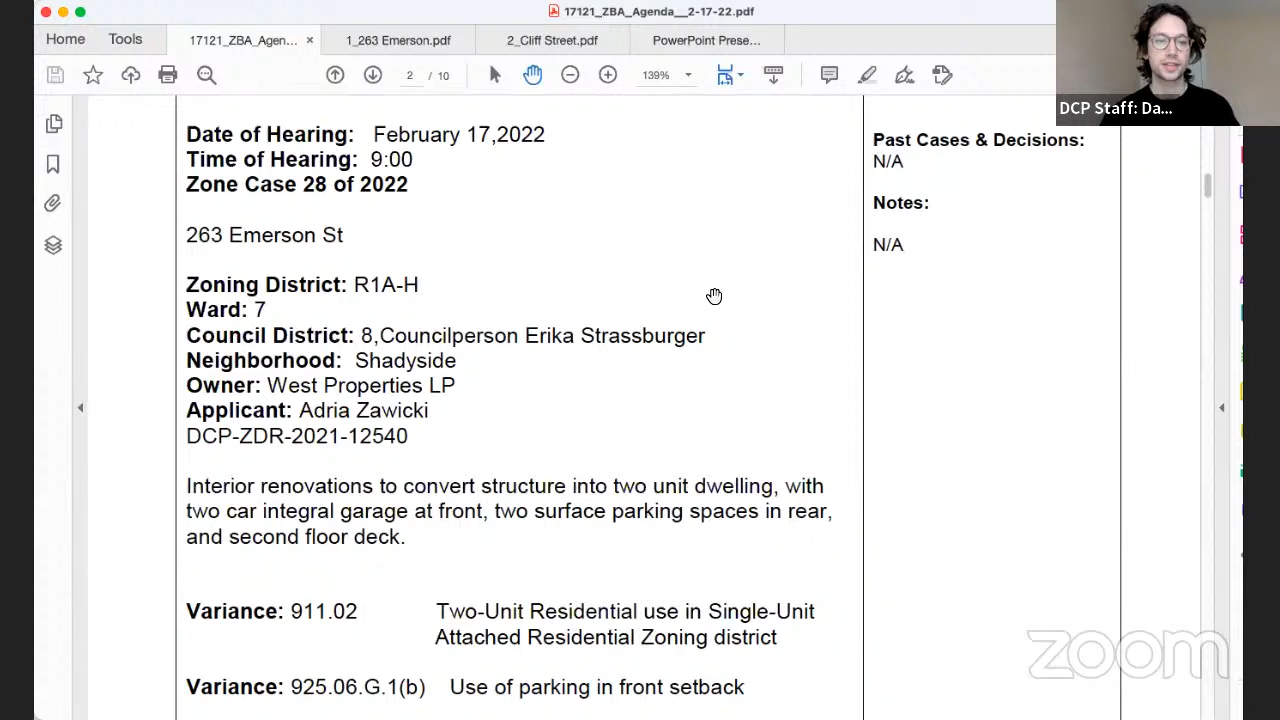 17121_ZBA_Agenda__2-17-22.pdf
Home Tools 17121_ZBA_Agen... × 1_263 Emerson.pdf 2_Cliff Street.pdf PowerPoint Prese...
2 / 10 139%
DCP Staff: Da...
Date of Hearing: February 17,2022
Time of Hearing: 9:00
Zone Case 28 of 2022
263 Emerson St
Zoning District: R1A-H
Ward: 7
Council District: 8,Councilperson Erika Strassburger
Neighborhood: Shadyside
Owner: West Properties LP
Applicant: Adria Zawicki
DCP-ZDR-2021-12540
Interior renovations to convert structure into two unit dwelling, with
two car integral garage at front, two surface parking spaces in rear,
and second floor deck.
Variance: 911.02 Two-Unit Residential use in Single-Unit
Attached Residential Zoning district
Variance: 925.06.G.1(b) Use of parking in front setback
Past Cases & Decisions:
N/A
Notes:
N/A
zoom